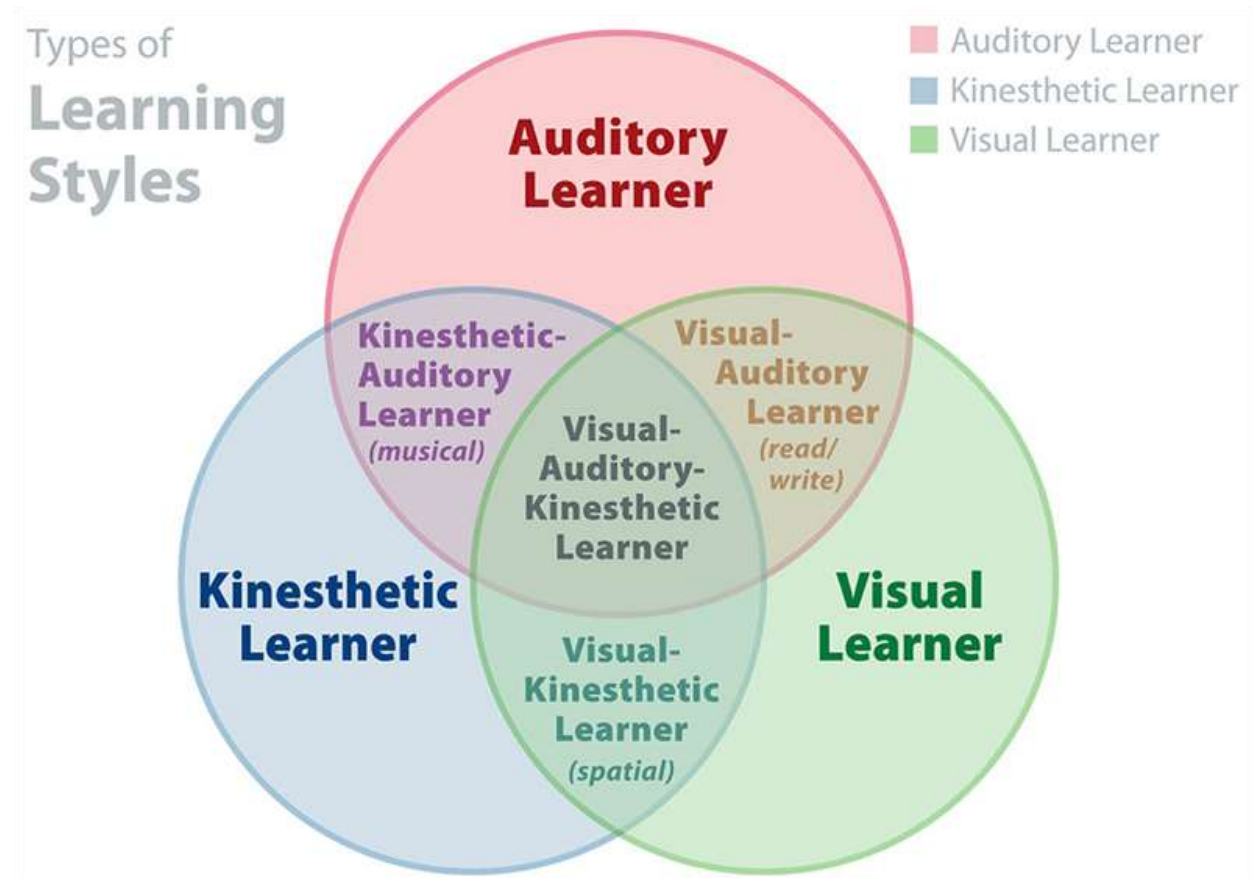 Types of
Learning
Styles
Auditory Learner
Kinesthetic Learner
Visual Learner
Auditory
Learner
Kinesthetic-
Auditory
Learner
(musical)
Visual-
Auditory
Learner
(read/
write)
Visual-
Auditory-
Kinesthetic
Learner
Kinesthetic
Learner
Visual
Learner
Visual-
Kinesthetic
Learner
(spatial)